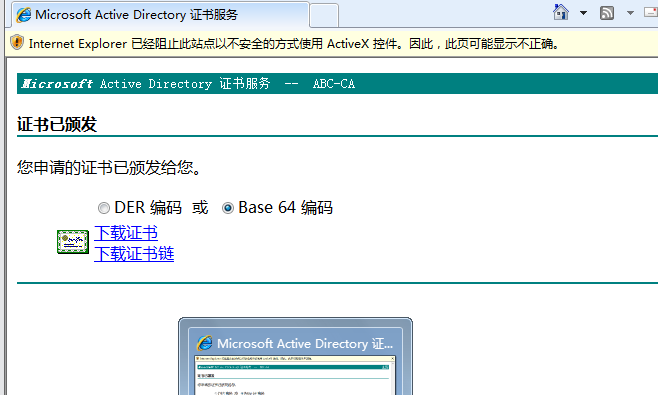 Microsoft Active Directory 证书服务
Internet Explorer 已经阻止此站点以不安全的方式使用 ActiveX 控件。因此，此页可能显示不正确。
Microsoft Active Directory 证书服务 -- ABC-CA
证书已颁发
您申请的证书已颁发给您。
DER 编码 或 Base 64 编码
下载证书
下载证书链
Microsoft Active Directory 证...